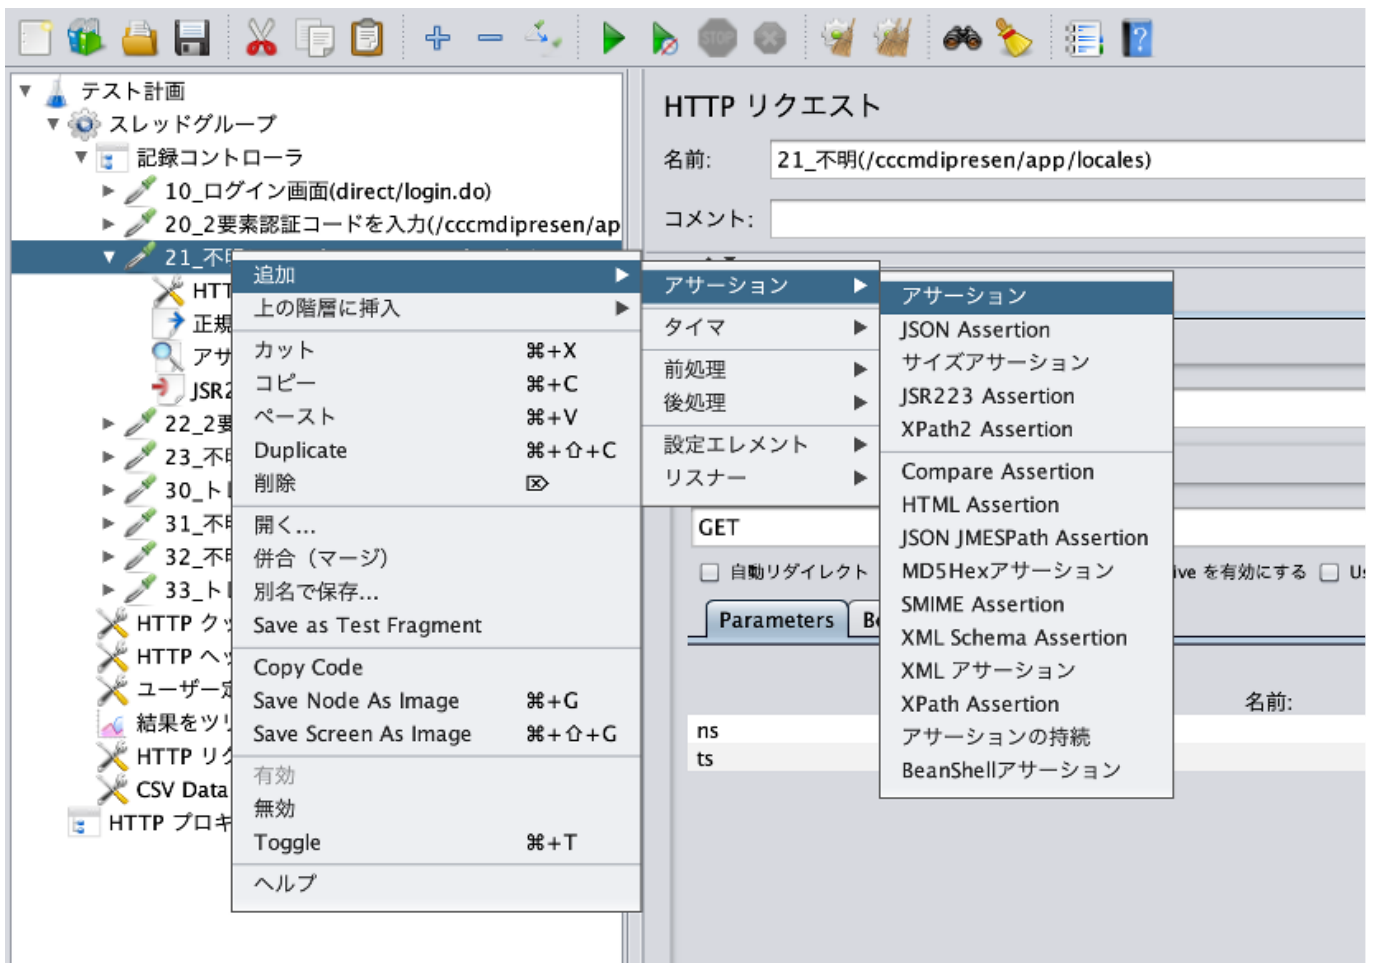 STOP
?
テスト計画
スレッドグループ
記録コントローラ
10_ログイン画面(direct/login.do)
20_2要素認証コードを入力(/cccmdipresen/ap
21_不明
HTT
正規
アサ
JSR2
22_2要
23_不明
30_ト
31_不明
32_不明
33_ト
HTTP クッ
HTTP ヘッ
ユーザー定
結果をツリ
HTTP リク
CSV Data
HTTP プロキ
追加
上の階層に挿入
カット ⌘+X
コピー ⌘+C
ペースト ⌘+V
Duplicate ⌘+⇧+C
削除 ⌦
開く...
併合（マージ）
別名で保存...
Save as Test Fragment
Copy Code
Save Node As Image ⌘+G
Save Screen As Image ⌘+⇧+G
有効
無効
Toggle ⌘+T
ヘルプ
アサーション
タイマ
前処理
後処理
設定エレメント
リスナー
アサーション
JSON Assertion
サイズアサーション
JSR223 Assertion
XPath2 Assertion
Compare Assertion
HTML Assertion
JSON JMESPath Assertion
MD5Hexアサーション
SMIME Assertion
XML Schema Assertion
XML アサーション
XPath Assertion
アサーションの持続
BeanShellアサーション
HTTP リクエスト
名前: 21_不明(/cccmdipresen/app/locales)
コメント:
GET
自動リダイレクト ive を有効にする Us
Parameters Bo
名前:
ns
ts